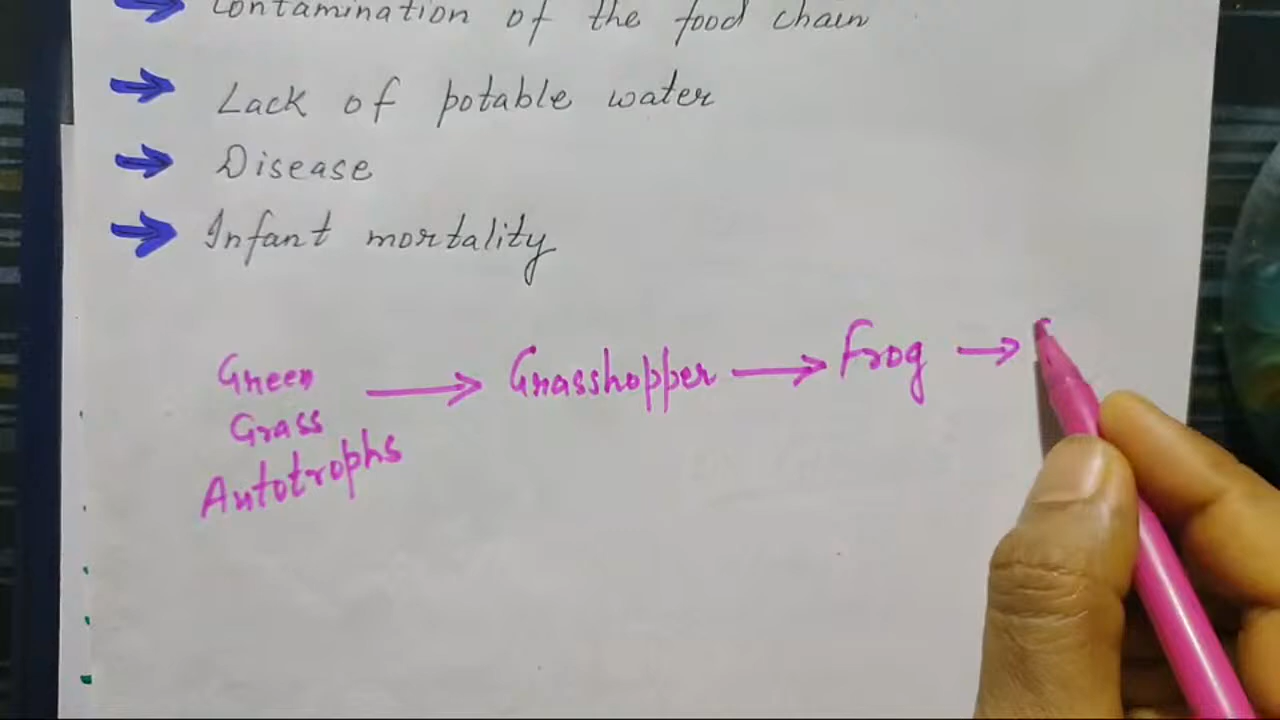 Contamination of the food chain
Lack of potable water
Disease
Infant mortality
Green → Grasshopper → Frog →
Grass
Autotrophs